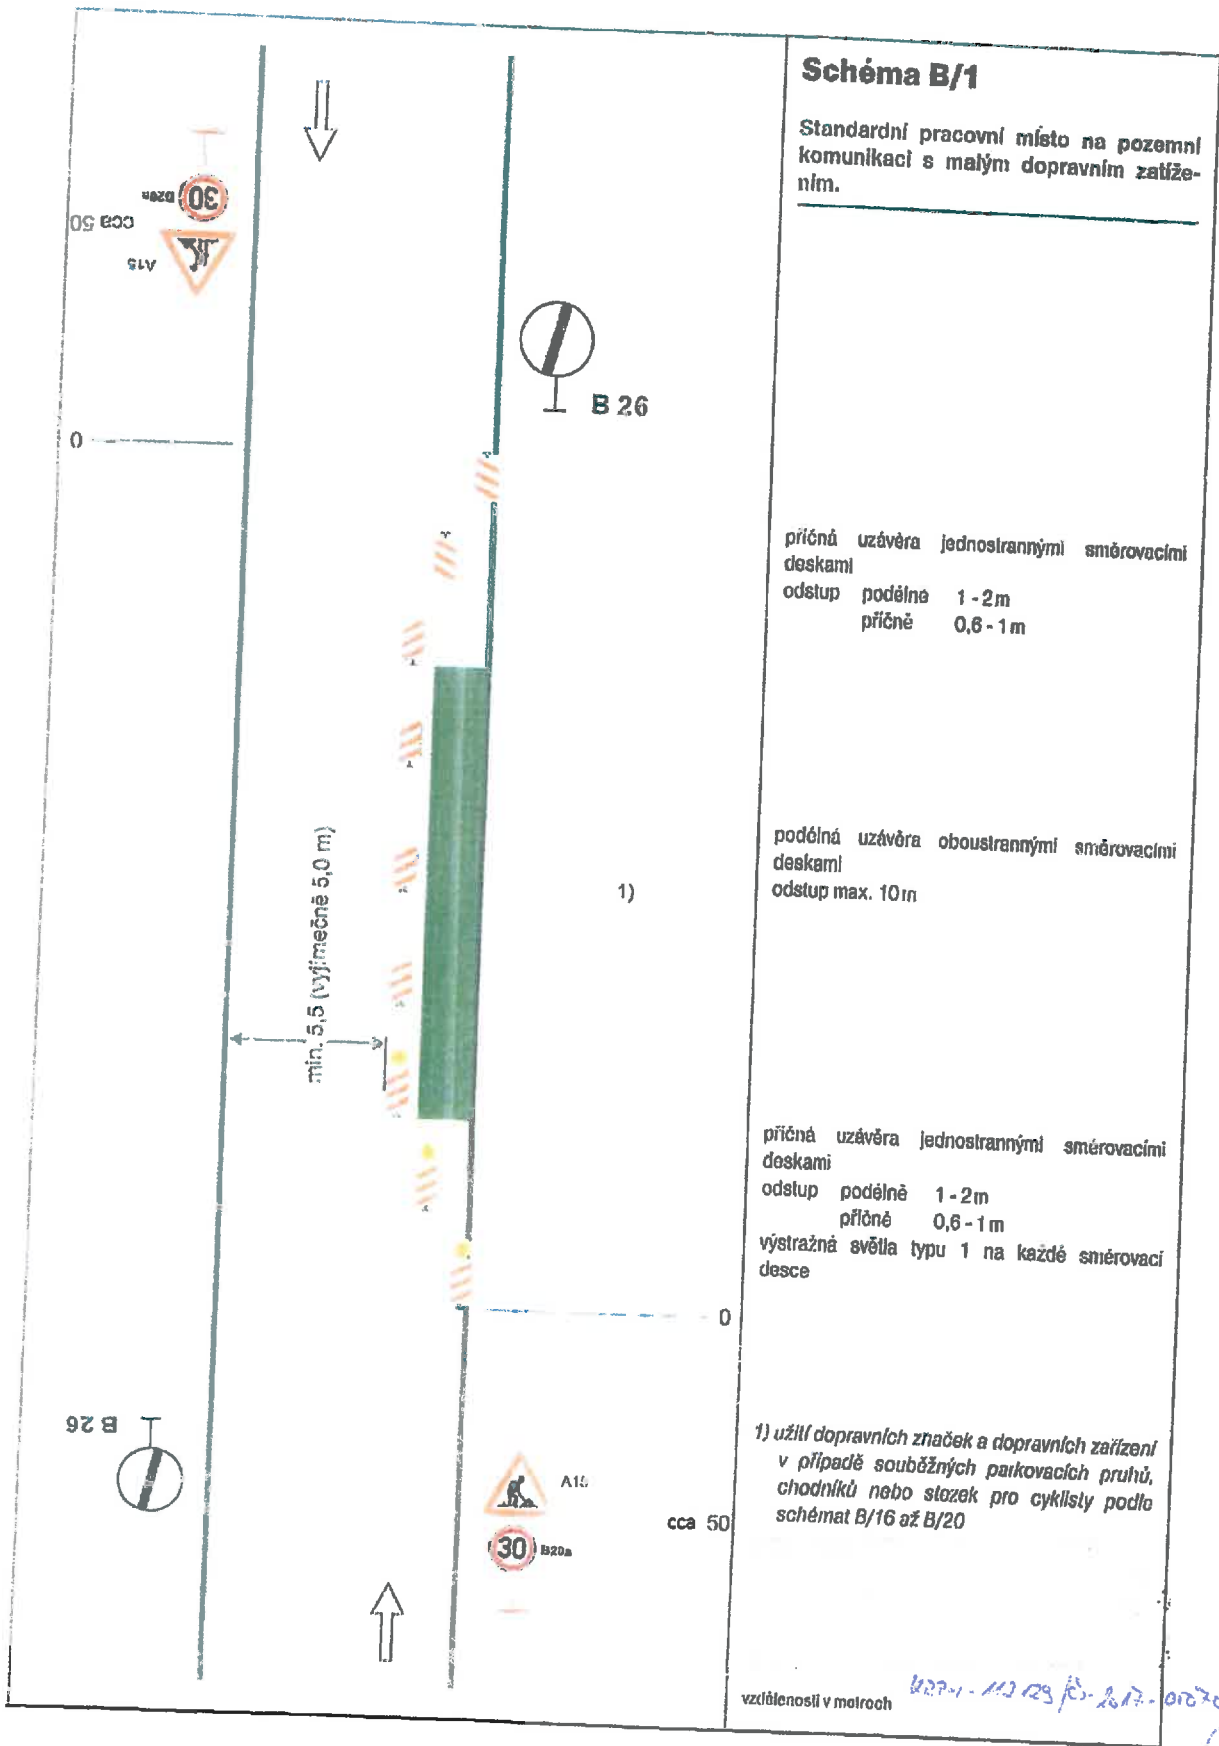 Schéma B/1
Standardní pracovní místo na pozemní
komunikaci s malým dopravním zatíže-
ním.
30
B20a
cca 50
A15
B 26
0
příčná uzávěra jednostrannými směrovacími
deskami
odstup podélně 1 - 2 m
příčně 0,6 - 1 m
podélná uzávěra oboustrannými směrovacími
deskami
odstup max. 10 m
1)
min. 5,5 (vyjímečně 5,0 m)
příčná uzávěra jednostrannými směrovacími
deskami
odstup podélně 1 - 2 m
příčně 0,6 - 1 m
výstražná světla typu 1 na každé směrovací
desce
0
B 26
A15
cca 50
30
B20a
1) užití dopravních značek a dopravních zařízení
v případě souběžných parkovacích pruhů,
chodníků nebo stezek pro cyklisty podle
schémat B/16 až B/20
vzdálenosti v metrech